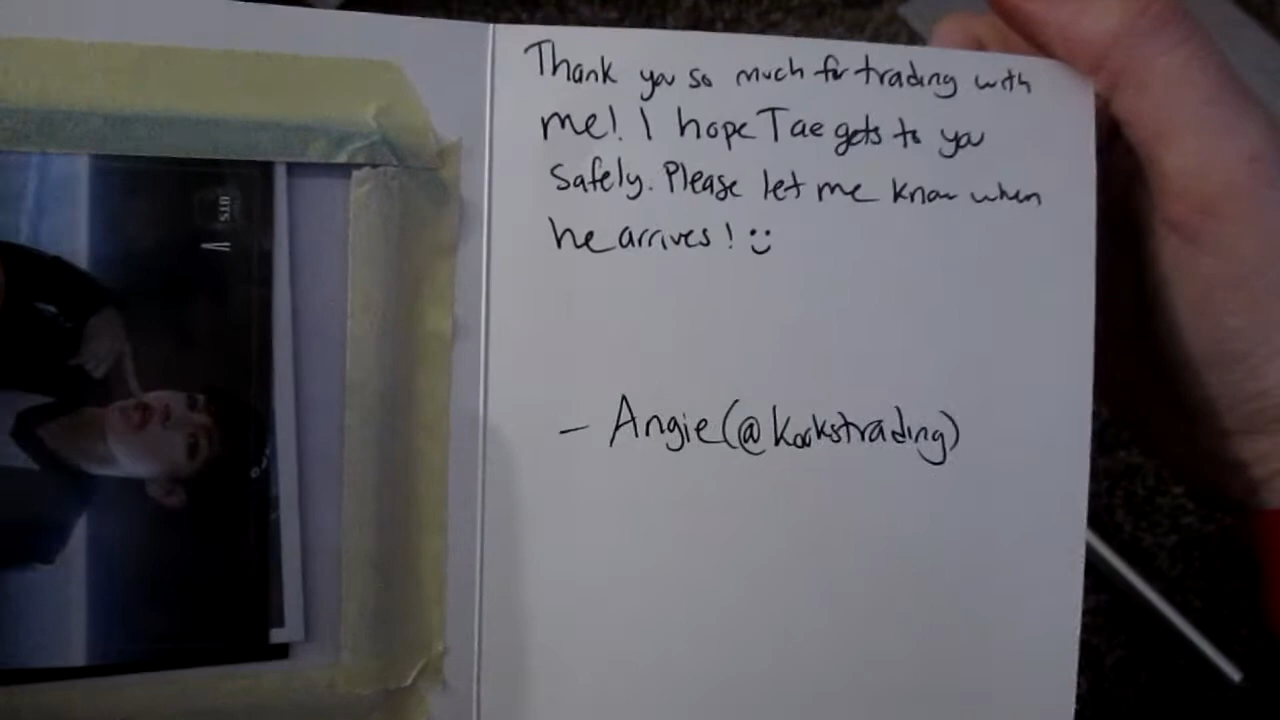 BTS
V
Thank you so much for trading with
me! I hope Tae gets to you
safely. Please let me know when
he arrives! :)
- Angie (@kookstrading)